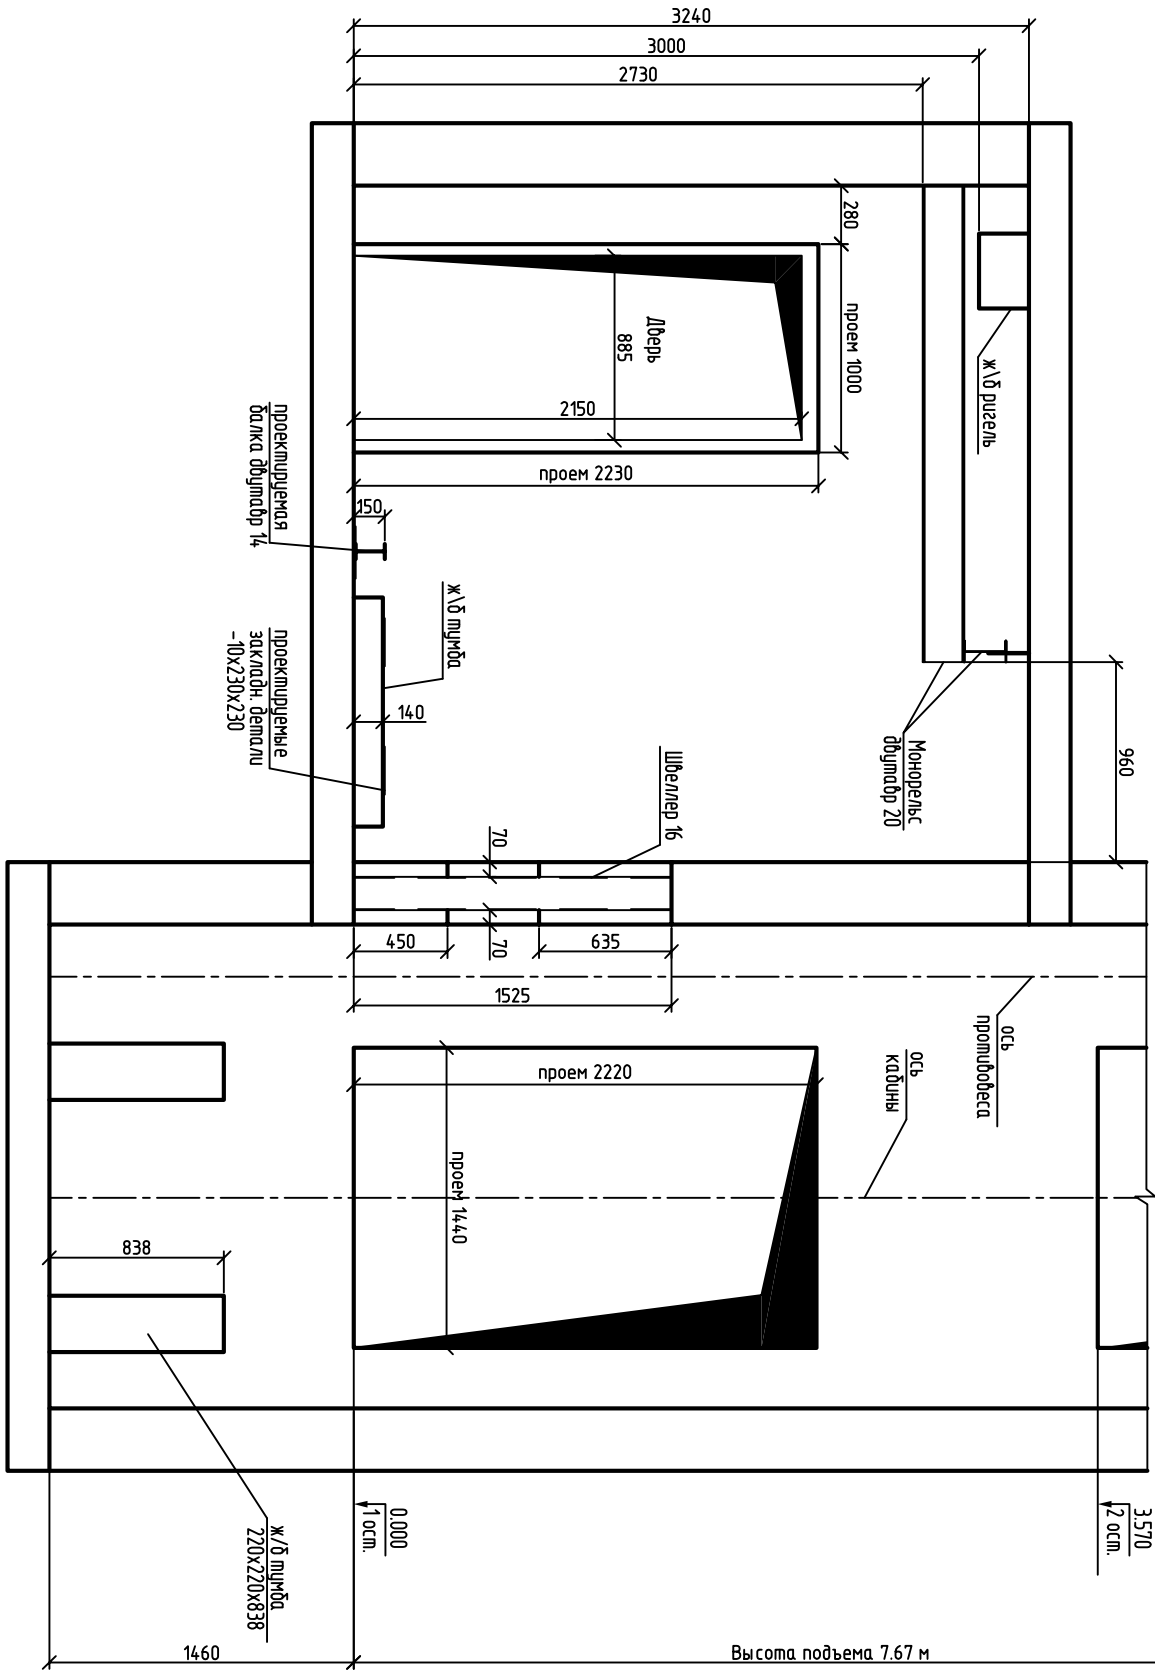 3240
3000
2730
280
проем 1000
ж\б ригель
Дверь
885
2150
проем 2230
проектируемая
балка двутавр 14
150
ж\б тумба
проектируемые
закладн. детали
-10х230х230
140
Монорельс
двутавр 20
960
Швеллер 16
70
70
450
635
1525
ось
противовеса
ось
кабины
проем 2220
проем 1440
838
ж/б тумба
220х220х838
0.000
1 ост.
3.570
2 ост.
1460
Высота подъема 7.67 м